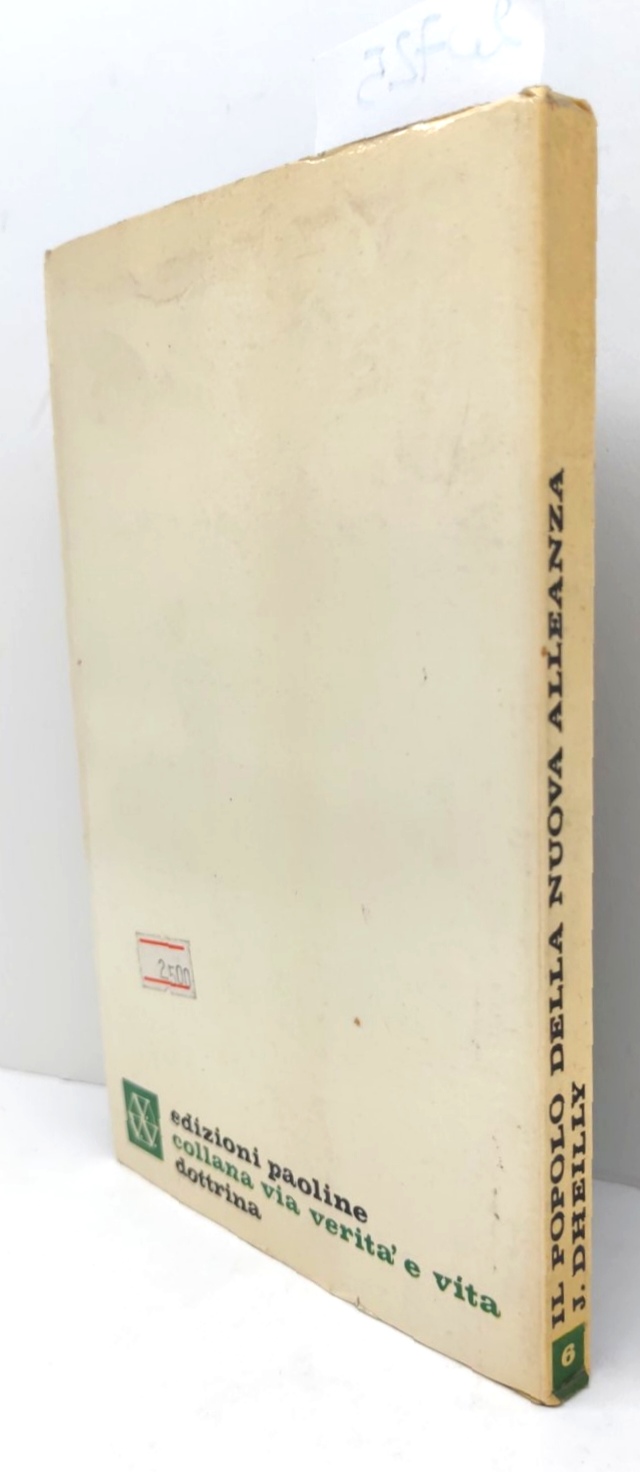 2500
edizioni paoline
collana via verita' e vita
dottrina
IL POPOLO DELLA NUOVA ALLEANZA
J. DHEILLY
6